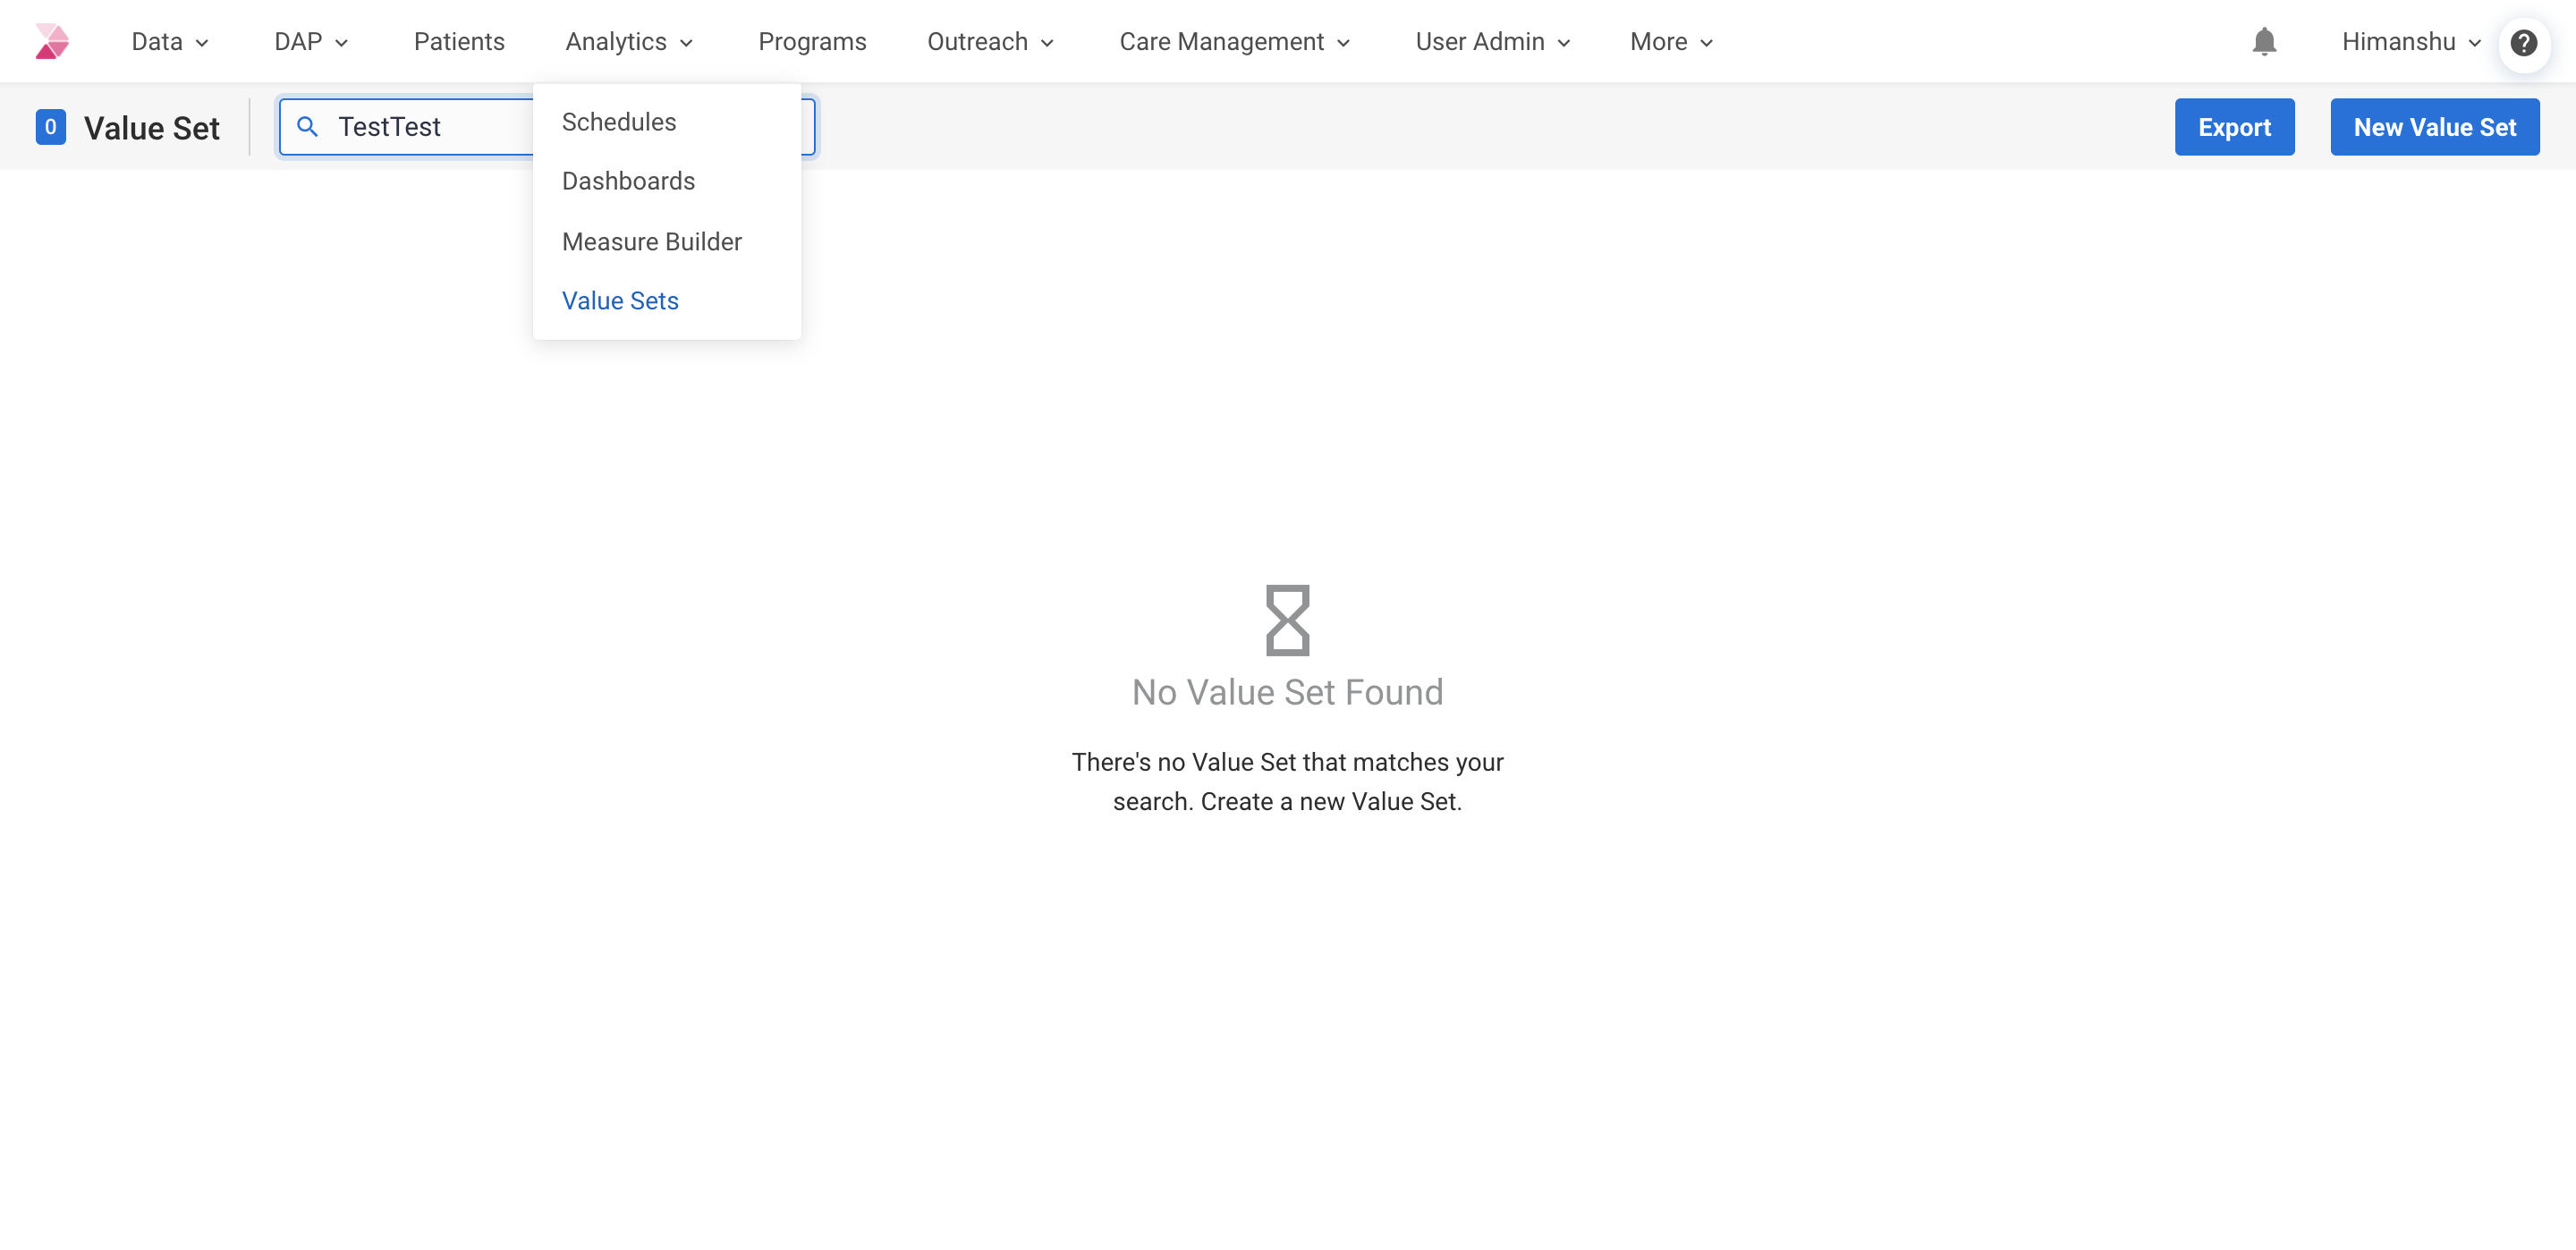 Data
DAP
Patients
Analytics
Programs
Outreach
Care Management
User Admin
More
Himanshu
?
0
Value Set
TestTest
Export
New Value Set
Schedules
Dashboards
Measure Builder
Value Sets
No Value Set Found
There's no Value Set that matches your
search. Create a new Value Set.